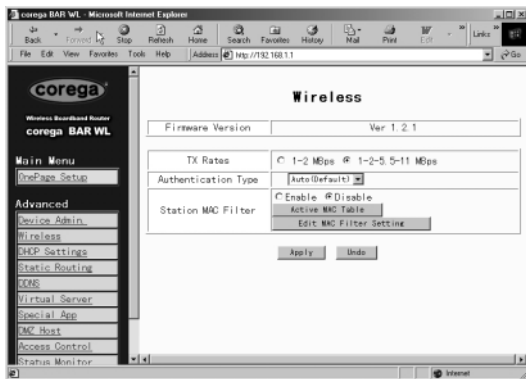 corega BAR WL - Microsoft Internet Explorer
Back Forward Stop Refresh Home Search Favorites History Mail Print Edit Links
File Edit View Favorites Tools Help Address http://192.168.1.1 Go
corega
Wireless Boardband Router
corega BAR WL
Main Menu
OnePage Setup
Advanced
Device Admin.
Wireless
DHCP Settings
Static Routing
DDNS
Virtual Server
Special App
DMZ Host
Access Control
Status Monitor
Wireless
Firmware Version Ver 1.2.1
TX Rates 1-2 MBps 1-2-5.5-11 MBps
Authentication Type Auto(Default)
Station MAC Filter Enable Disable
Active MAC Table
Edit MAC Filter Setting
Apply Undo
Internet